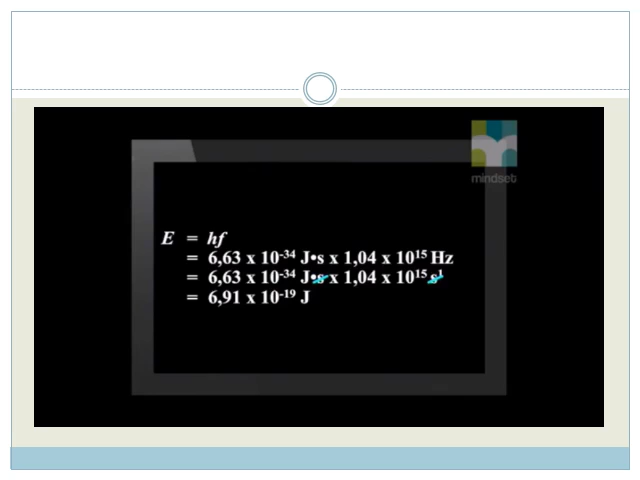 mindset
E = hf
= 6,63 x 10⁻³⁴ J•s x 1,04 x 10¹⁵ Hz
= 6,63 x 10⁻³⁴ J•s x 1,04 x 10¹⁵ s¹
= 6,91 x 10⁻¹⁹ J